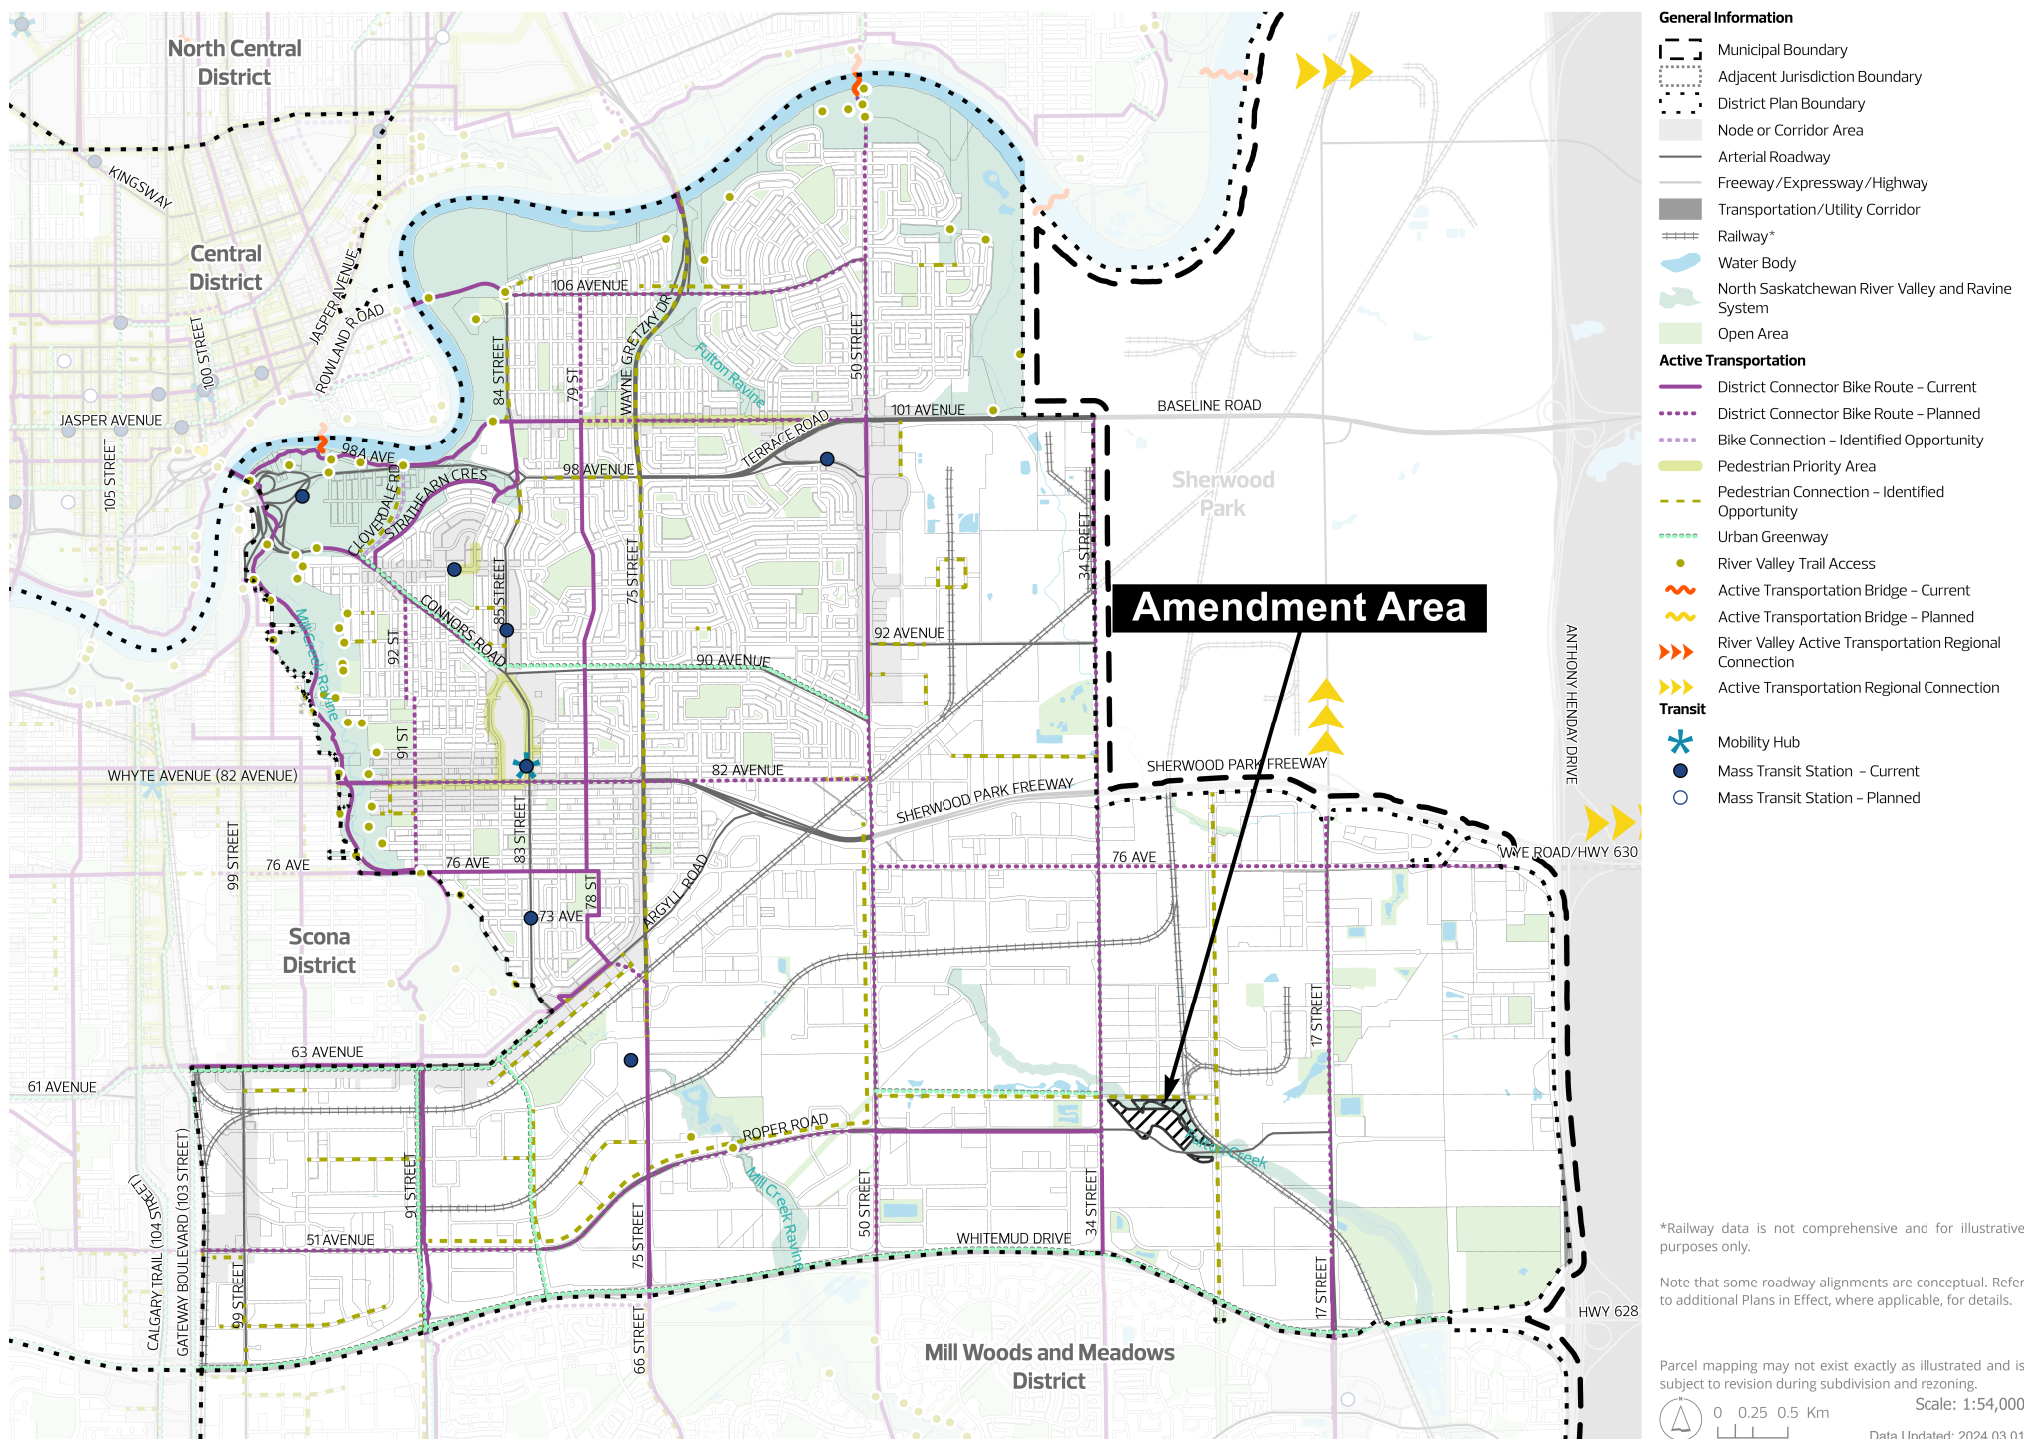 North Central
District
KINGSWAY
Central
District
JASPER AVENUE
ROWLAND ROAD
100 STREET
JASPER AVENUE
105 STREET
98A AVE
CLOVERDALE RD
STRATHEARN CRES
106 AVENUE
84 STREET
79 ST
WAYNE GRETZKY DR
Fulton Ravine
50 STREET
101 AVENUE
TERRACE ROAD
98 AVENUE
BASELINE ROAD
Sherwood
Park
34 STREET
75 STREET
85 STREET
CONNORS ROAD
92 ST
91 ST
Mill Creek Ravine
90 AVENUE
92 AVENUE
Amendment Area
ANTHONY HENDAY DRIVE
WHYTE AVENUE (82 AVENUE)
82 AVENUE
SHERWOOD PARK FREEWAY
SHERWOOD PARK FREEWAY
WYE ROAD/HWY 630
99 STREET
76 AVE
76 AVE
83 STREET
78 ST
73 AVE
ARGYLL ROAD
76 AVE
Scona
District
17 STREET
63 AVENUE
61 AVENUE
ROPER ROAD
Mill Creek Ravine
50 STREET
34 STREET
WHITEMUD DRIVE
91 STREET
51 AVENUE
75 STREET
66 STREET
99 STREET
CALGARY TRAIL (104 STREET)
GATEWAY BOULEVARD (103 STREET)
17 STREET
HWY 628
Mill Woods and Meadows
District
General Information
Municipal Boundary
Adjacent Jurisdiction Boundary
District Plan Boundary
Node or Corridor Area
Arterial Roadway
Freeway/Expressway/Highway
Transportation/Utility Corridor
Railway*
Water Body
North Saskatchewan River Valley and Ravine
System
Open Area
Active Transportation
District Connector Bike Route – Current
District Connector Bike Route – Planned
Bike Connection – Identified Opportunity
Pedestrian Priority Area
Pedestrian Connection – Identified
Opportunity
Urban Greenway
River Valley Trail Access
Active Transportation Bridge – Current
Active Transportation Bridge – Planned
River Valley Active Transportation Regional
Connection
Active Transportation Regional Connection
Transit
Mobility Hub
Mass Transit Station – Current
Mass Transit Station – Planned
*Railway data is not comprehensive and for illustrative
purposes only.
Note that some roadway alignments are conceptual. Refer
to additional Plans in Effect, where applicable, for details.
Parcel mapping may not exist exactly as illustrated and is
subject to revision during subdivision and rezoning.
Scale: 1:54,000
0 0.25 0.5 Km
Data Updated: 2024.03.01